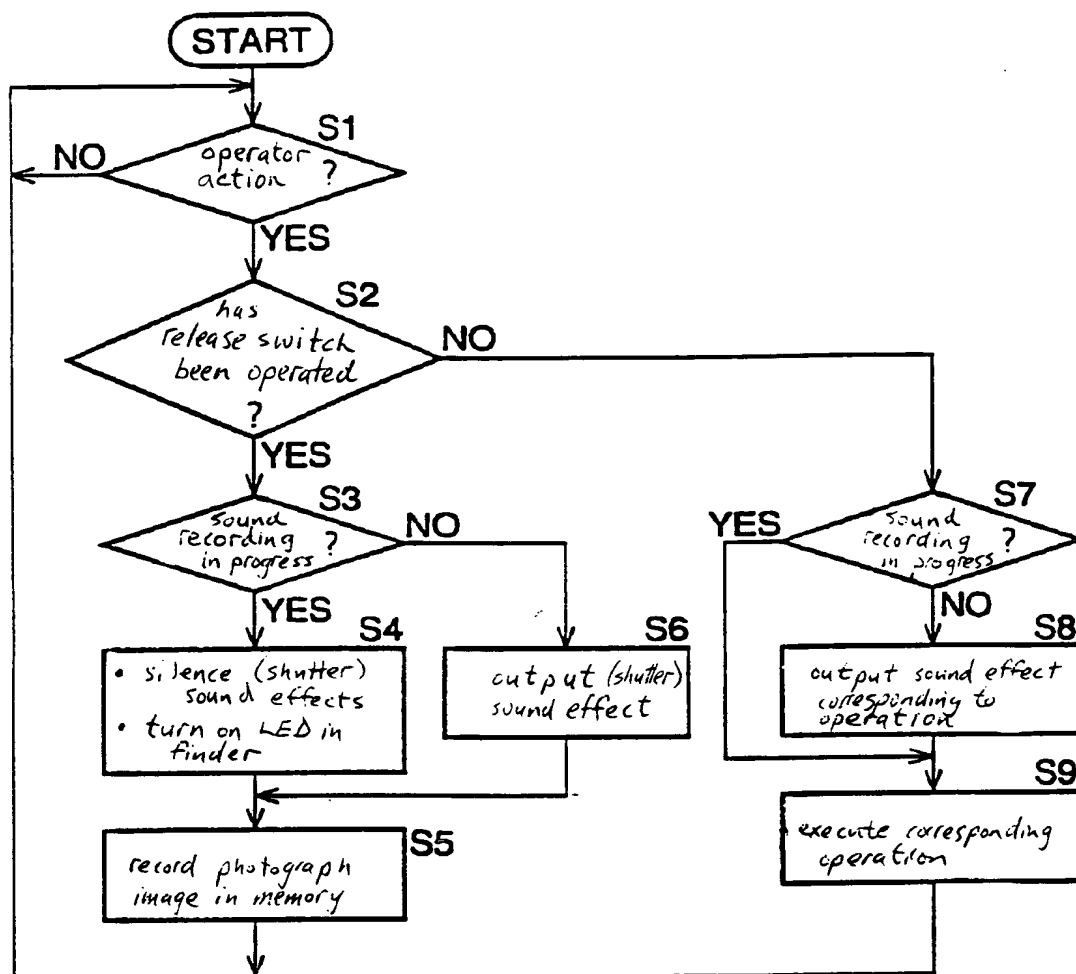 START
S1
operator
action ?
NO
YES
S2
has
release switch
been operated
?
NO
YES
S3
sound
recording ?
in progress
NO
YES
S7
sound
recording ?
in progress
YES
NO
S4
• silence (shutter)
sound effects
• turn on LED in
finder
S6
output (shutter)
sound effect
S8
output sound effect
corresponding to
operation
S5
record photograph
image in memory
S9
execute corresponding
operation